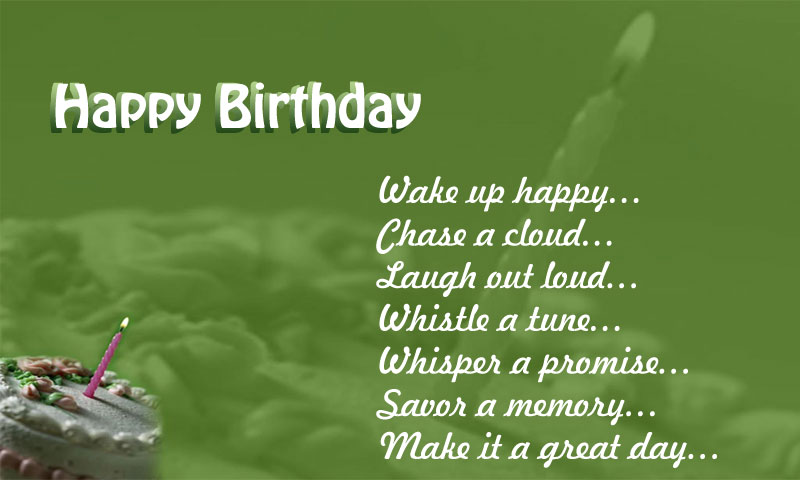 Happy Birthday
Wake up happy...
Chase a cloud...
Laugh out loud...
Whistle a tune...
Whisper a promise...
Savor a memory...
Make it a great day...